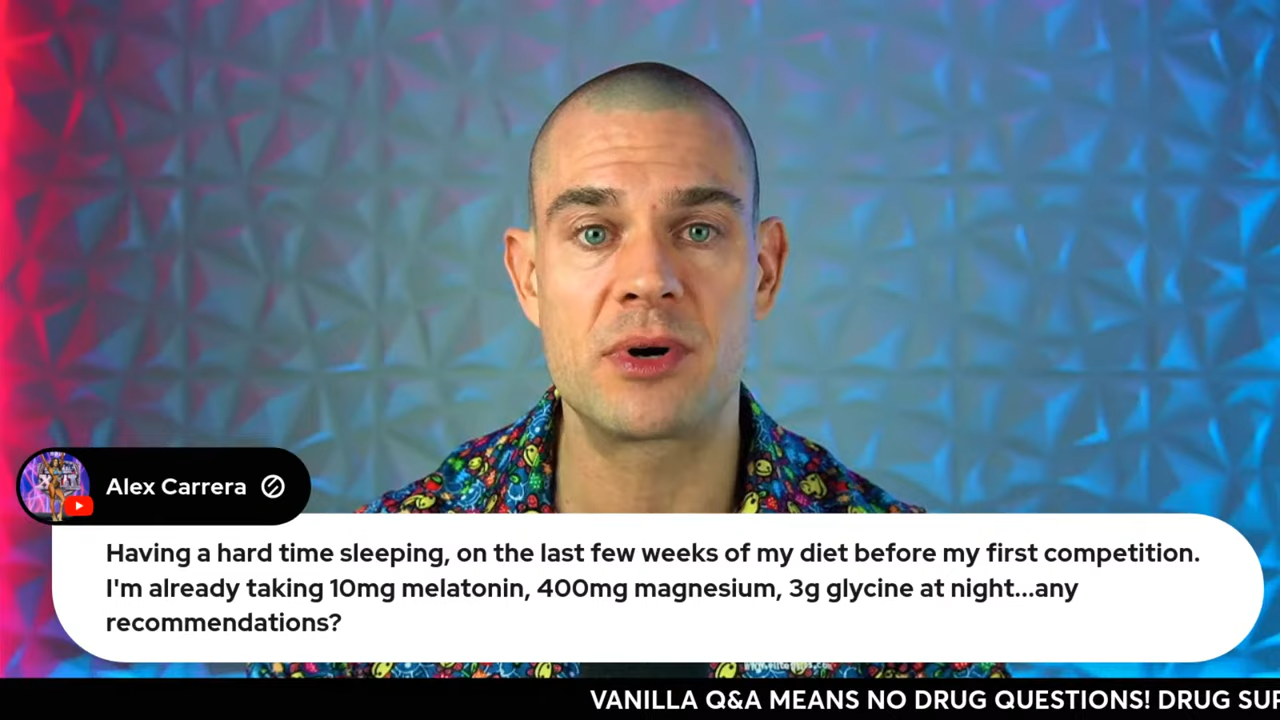 Alex Carrera
Having a hard time sleeping, on the last few weeks of my diet before my first competition.
I'm already taking 10mg melatonin, 400mg magnesium, 3g glycine at night...any
recommendations?
VANILLA Q&A MEANS NO DRUG QUESTIONS! DRUG SUP